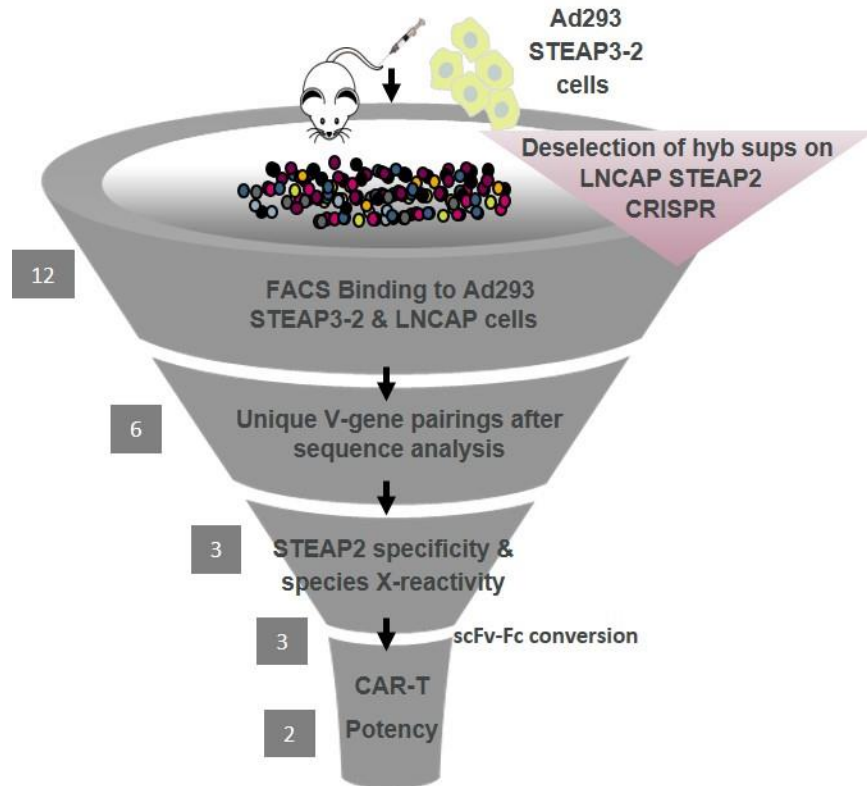 Ad293
STEAP3-2
cells
Deselection of hyb sups on
LNCAP STEAP2
CRISPR
12
FACS Binding to Ad293
STEAP3-2 & LNCAP cells
6
Unique V-gene pairings after
sequence analysis
3
STEAP2 specificity &
species X-reactivity
3
scFv-Fc conversion
CAR-T
Potency
2